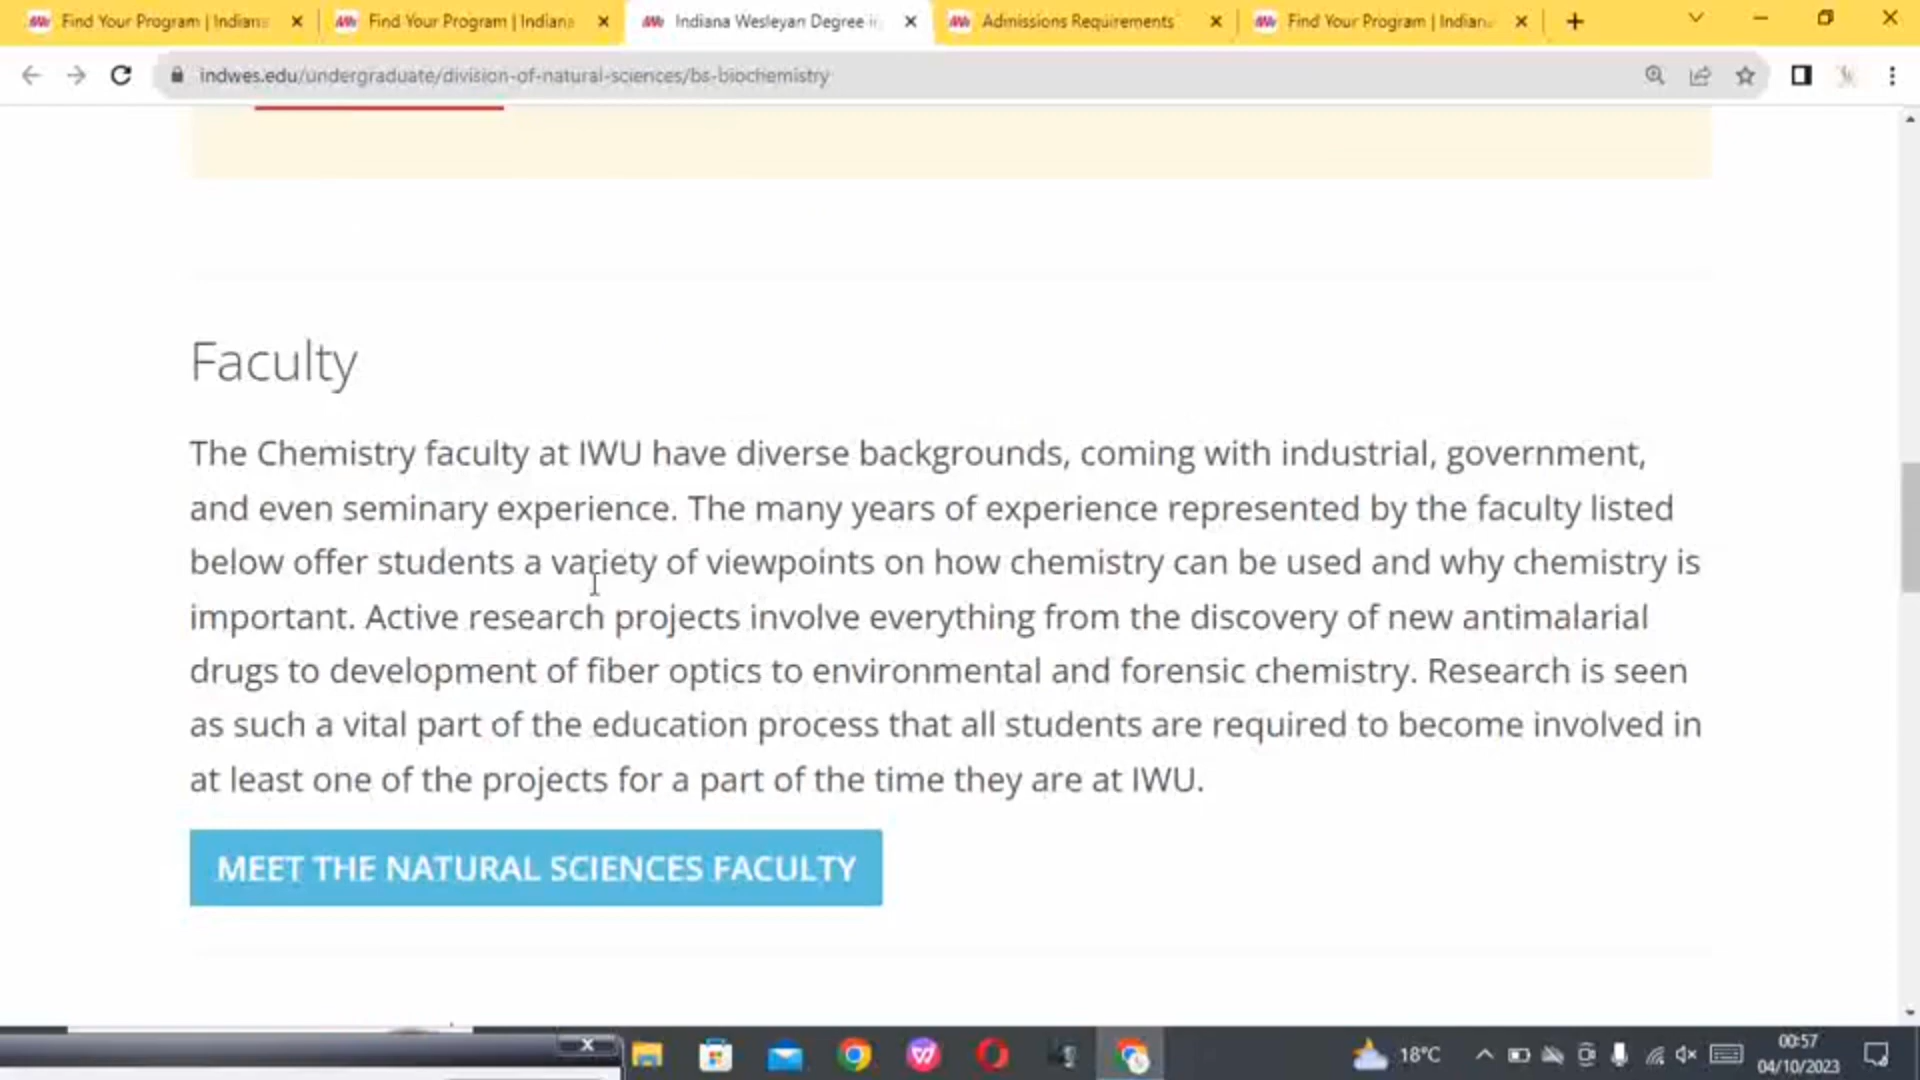 Find Your Program | Indiana
Find Your Program | Indiana
Indiana Wesleyan Degree i
Admissions Requirements
Find Your Program | Indian
indwes.edu/undergraduate/division-of-natural-sciences/bs-biochemistry
Faculty
The Chemistry faculty at IWU have diverse backgrounds, coming with industrial, government,
and even seminary experience. The many years of experience represented by the faculty listed
below offer students a variety of viewpoints on how chemistry can be used and why chemistry is
important. Active research projects involve everything from the discovery of new antimalarial
drugs to development of fiber optics to environmental and forensic chemistry. Research is seen
as such a vital part of the education process that all students are required to become involved in
at least one of the projects for a part of the time they are at IWU.
MEET THE NATURAL SCIENCES FACULTY
18°C
00:57
04/10/2023